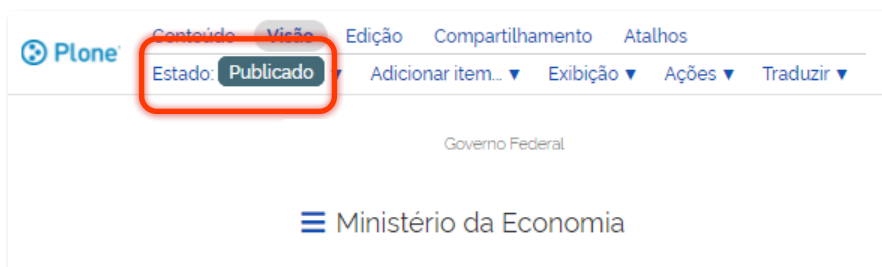 Plone
Conteúdo Visão Edição Compartilhamento Atalhos
Estado: Publicado ▼ Adicionar item... ▼ Exibição ▼ Ações ▼ Traduzir ▼
Governo Federal
Ministério da Economia